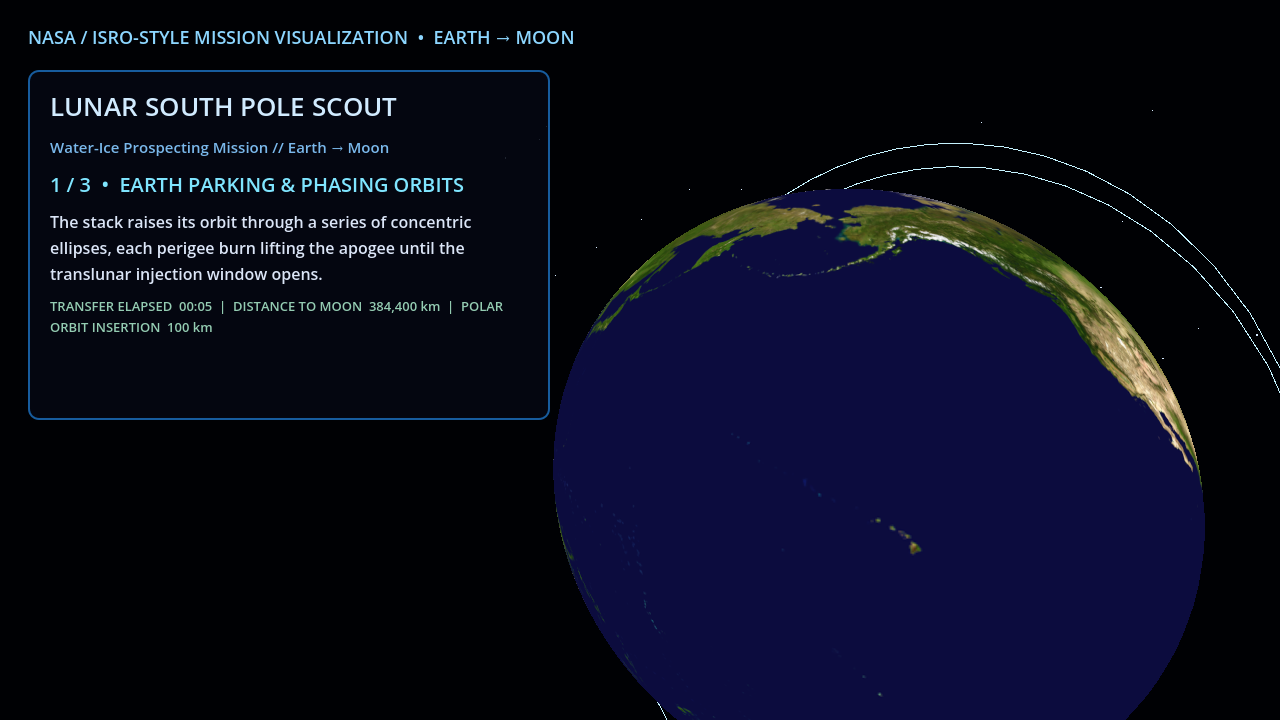 NASA / ISRO-STYLE MISSION VISUALIZATION • EARTH → MOON
LUNAR SOUTH POLE SCOUT
Water-Ice Prospecting Mission // Earth → Moon
1 / 3 • EARTH PARKING & PHASING ORBITS
The stack raises its orbit through a series of concentric
ellipses, each perigee burn lifting the apogee until the
translunar injection window opens.
TRANSFER ELAPSED 00:05 | DISTANCE TO MOON 384,400 km | POLAR
ORBIT INSERTION 100 km